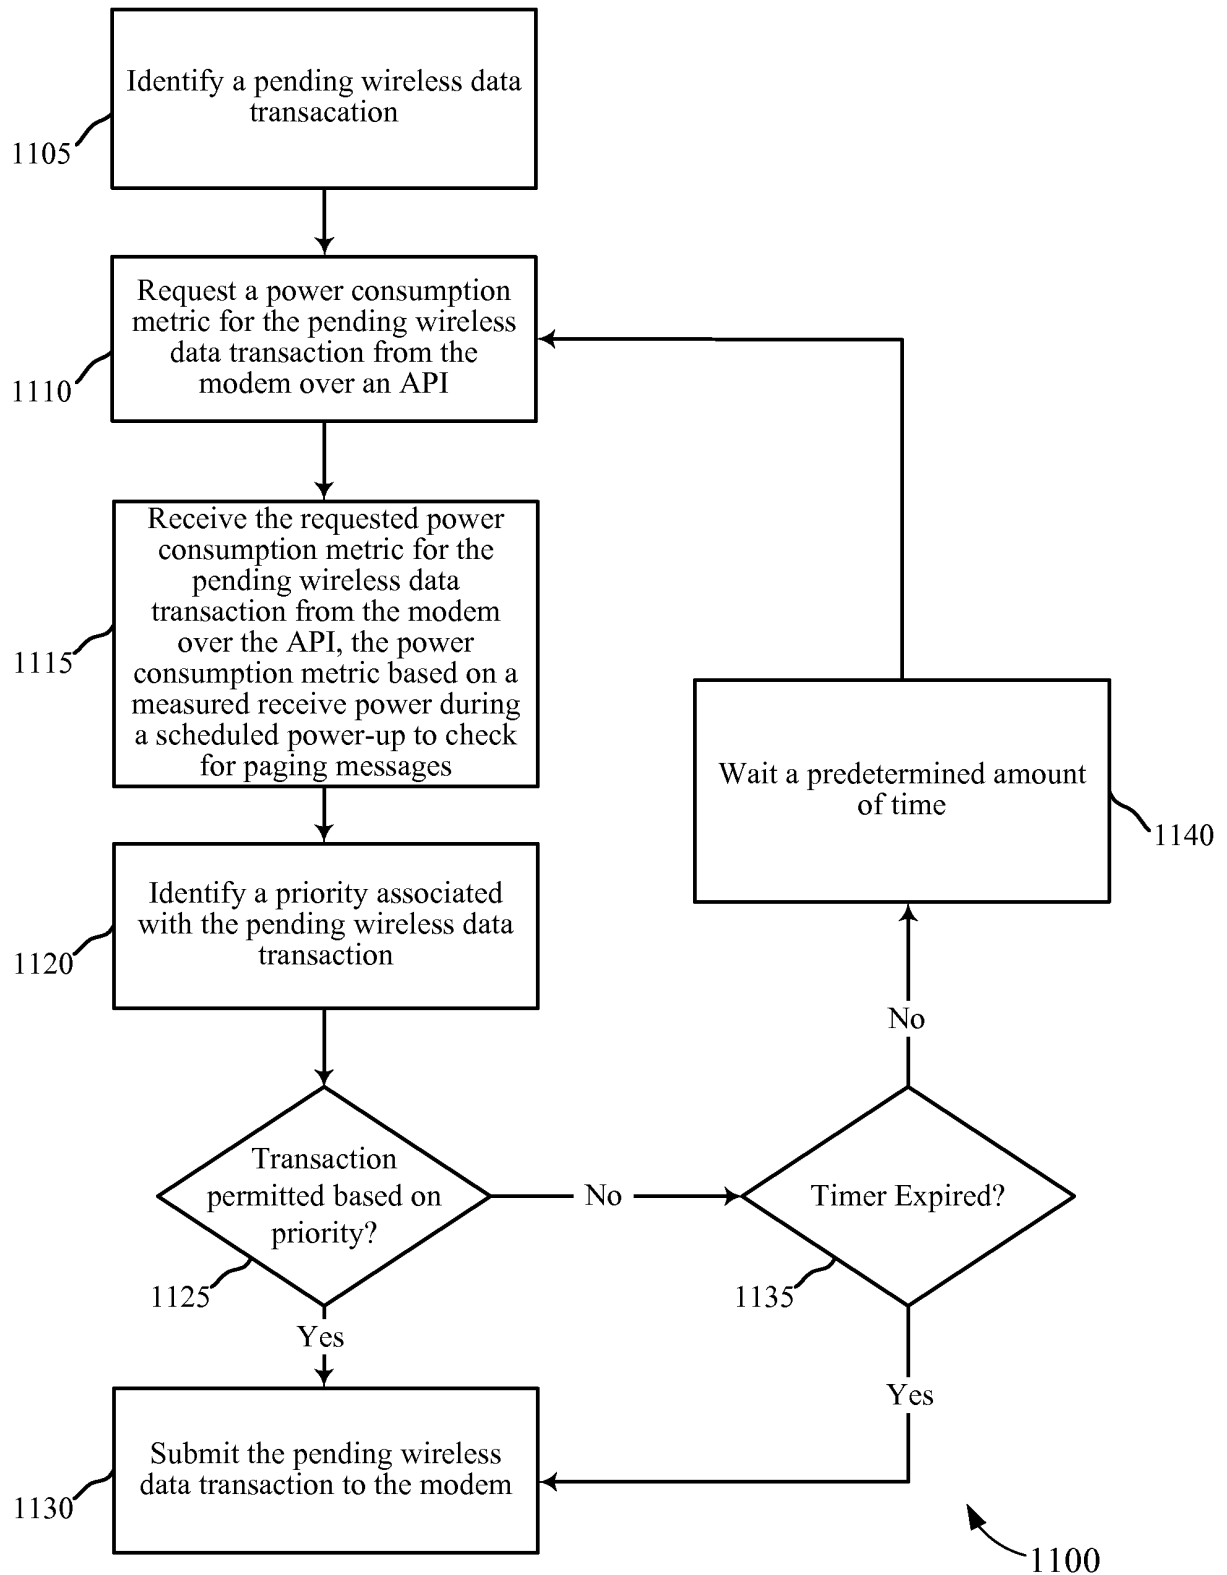 Identify a pending wireless data
transacation
1105
Request a power consumption
metric for the pending wireless
data transaction from the
modem over an API
1110
Receive the requested power
consumption metric for the
pending wireless data
transaction from the modem
over the API, the power
consumption metric based on a
measured receive power during
a scheduled power-up to check
for paging messages
1115
Wait a predetermined amount
of time
1140
Identify a priority associated
with the pending wireless data
transaction
1120
No
Transaction
permitted based on
priority?
1125
No
Timer Expired?
1135
Yes
Yes
Submit the pending wireless
data transaction to the modem
1130
1100